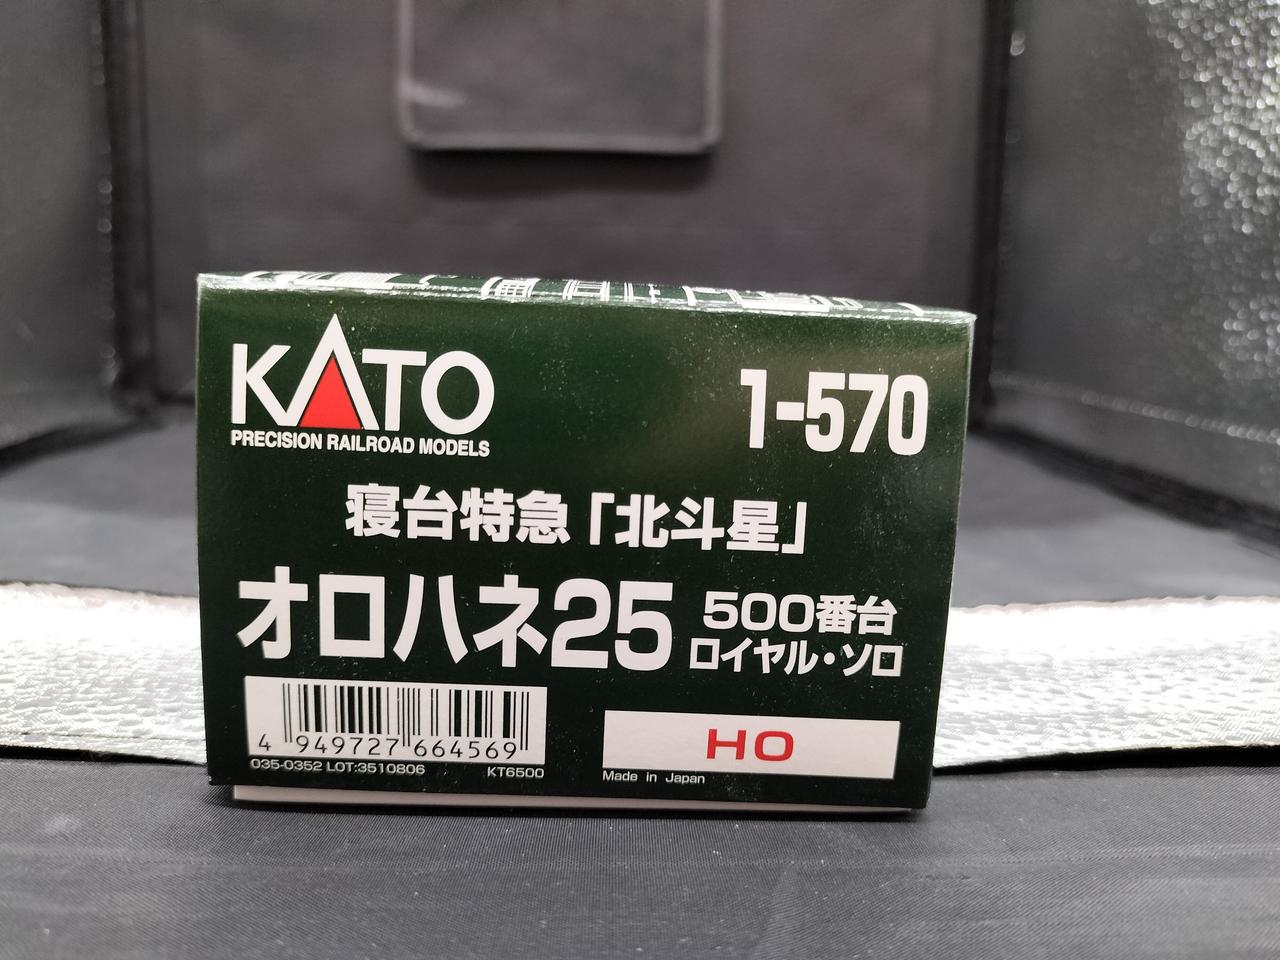 KATO
PRECISION RAILROAD MODELS
1-570
寝台特急「北斗星」
オロハネ25
500番台
ロイヤル・ソロ
4 949727 664569
035-0352 LOT:3510806
KT6500
HO
Made in Japan